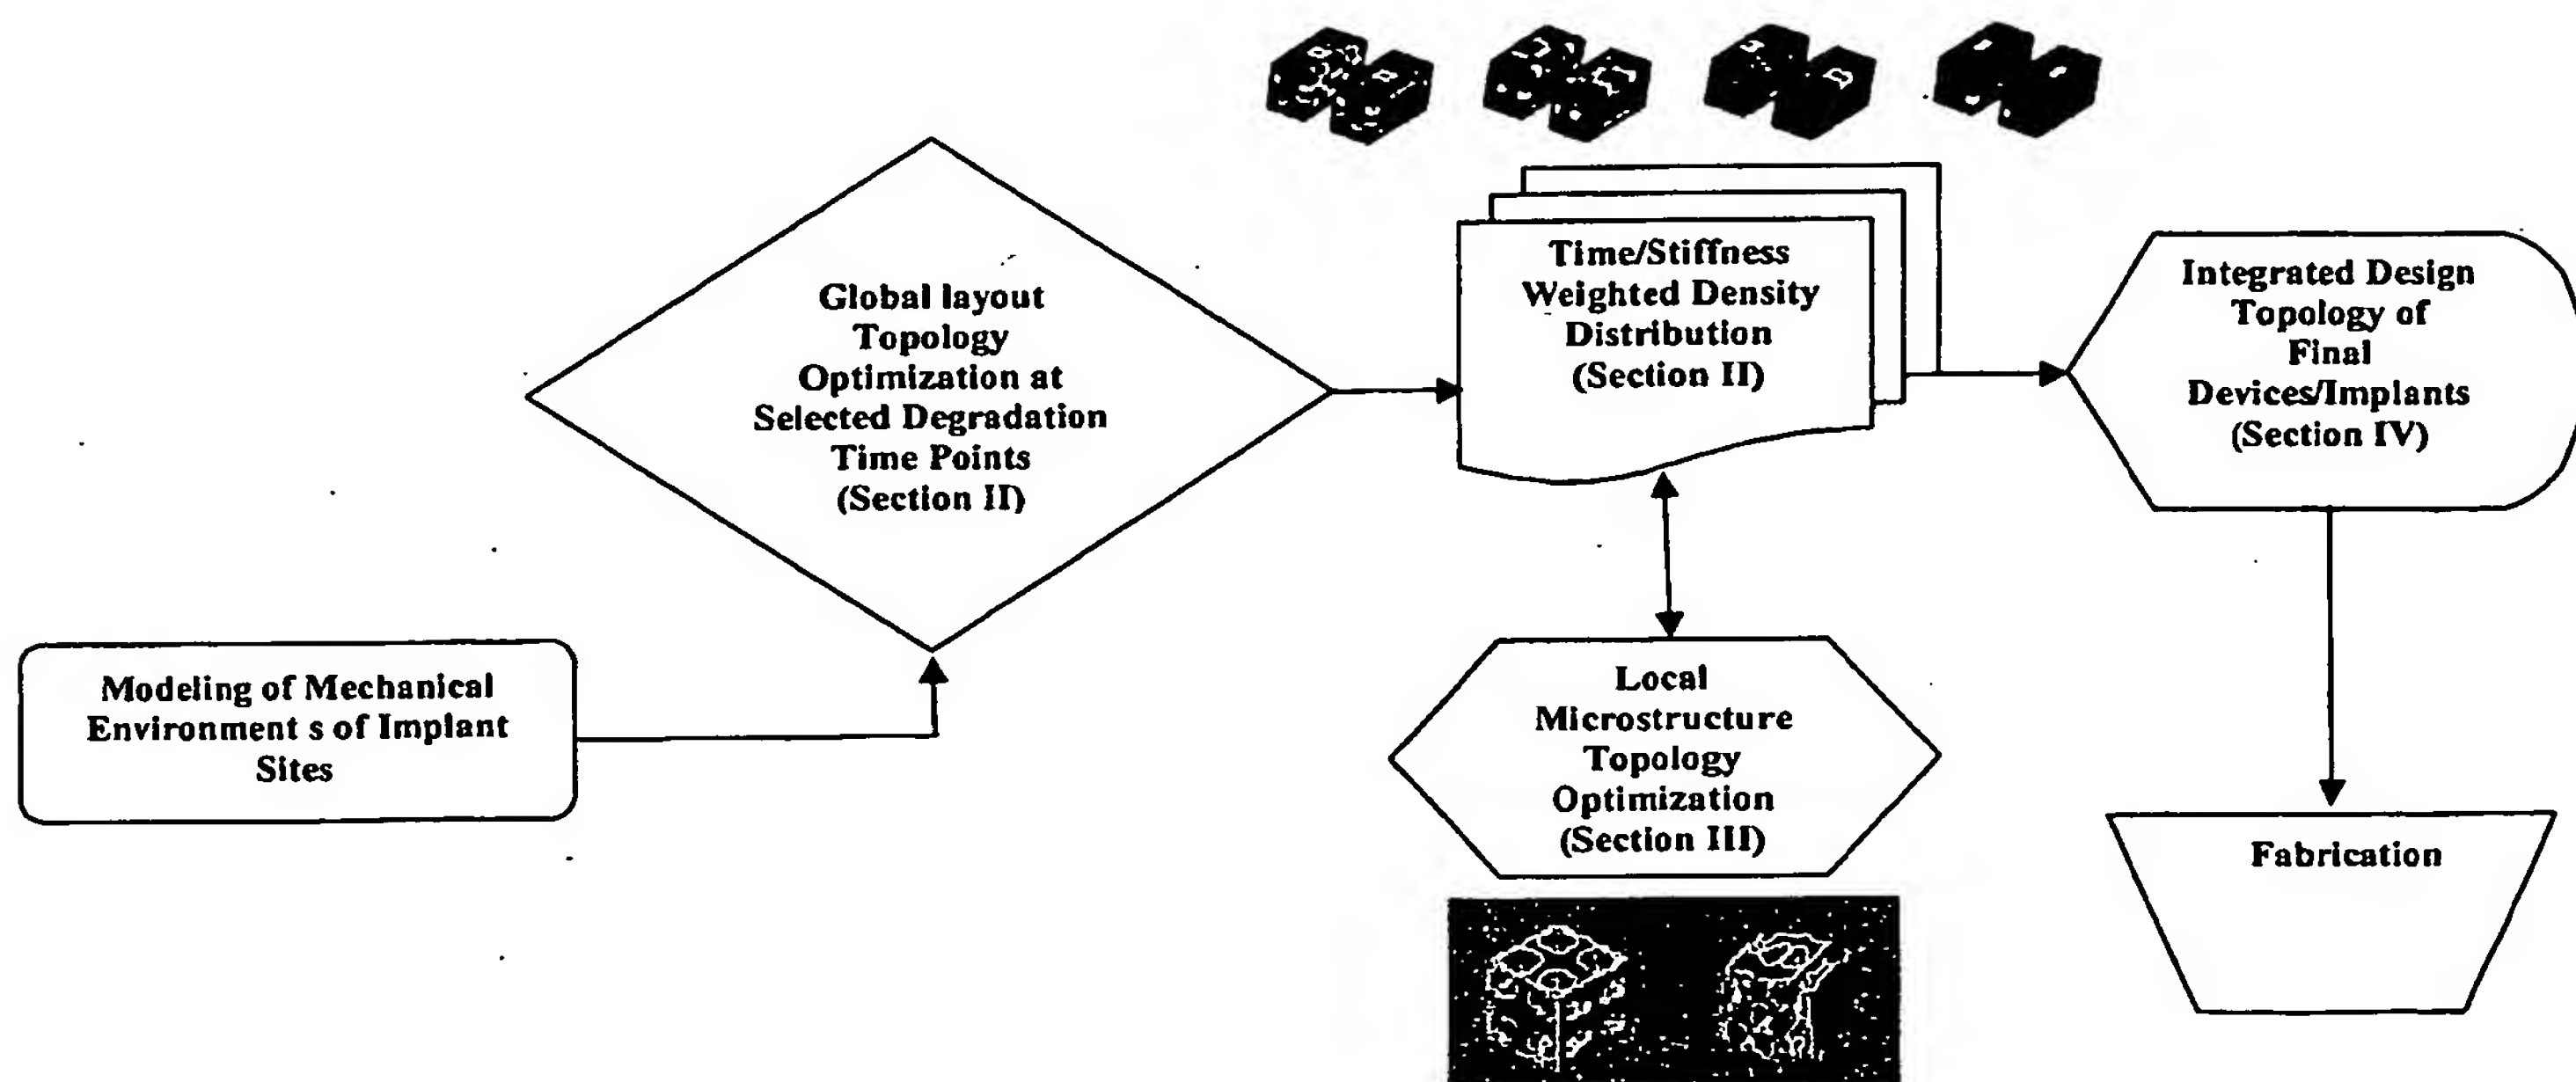 Global layout
Topology
Optimization at
Selected Degradation
Time Points
(Section II)
Time/Stiffness
Weighted Density
Distribution
(Section II)
Integrated Design
Topology of
Final
Devices/Implants
(Section IV)
Modeling of Mechanical
Environment s of Implant
Sites
Local
Microstructure
Topology
Optimization
(Section III)
Fabrication